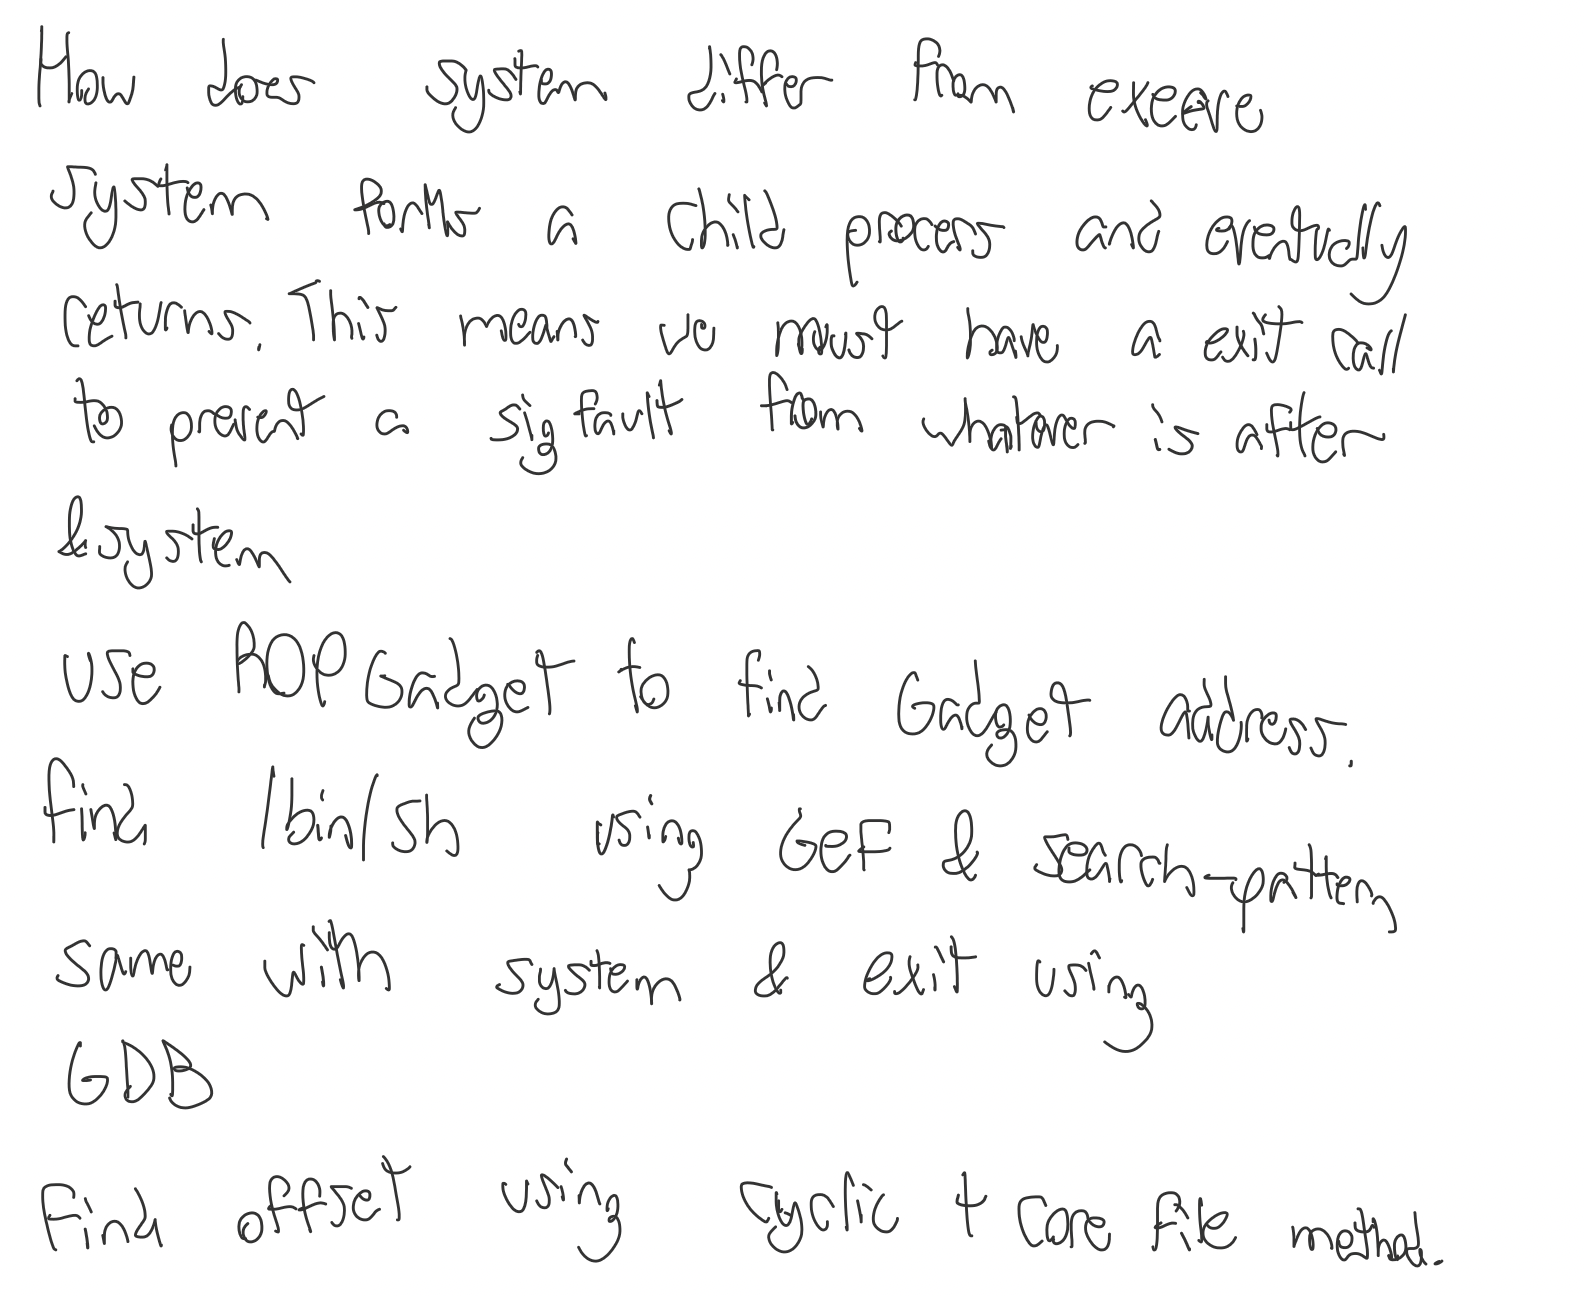 How does system differ from execve
system forks a child process and eventually
returns. This means we must have a exit call
to prevent a sigfault from whatever is after
&system
use ROPGadget to find Gadget address.
find /bin/sh using GeF & search-pattern
same with system & exit using
GDB
Find offset using cyclic + core file method.